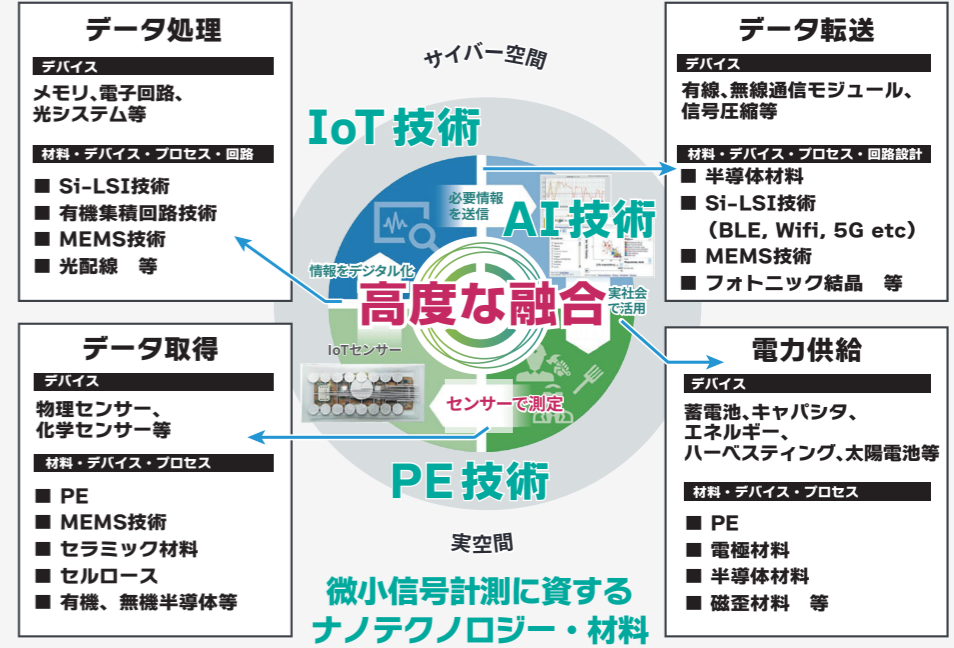 データ処理
デバイス
メモリ、電子回路、
光システム等
材料・デバイス・プロセス・回路
■ Si-LSI技術
■ 有機集積回路技術
■ MEMS技術
■ 光配線　等
データ取得
デバイス
物理センサー、
化学センサー等
材料・デバイス・プロセス
■ PE
■ MEMS技術
■ セラミック材料
■ セルロース
■ 有機、無機半導体等
サイバー空間
IoT技術
必要情報
を送信
AI技術
情報をデジタル化
高度な融合
実社会
で活用
IoTセンサー
センサーで測定
PE技術
実空間
微小信号計測に資する
ナノテクノロジー・材料
データ転送
デバイス
有線、無線通信モジュール、
信号圧縮等
材料・デバイス・プロセス・回路設計
■ 半導体材料
■ Si-LSI技術
（BLE, Wifi, 5G etc）
■ MEMS技術
■ フォトニック結晶　等
電力供給
デバイス
蓄電池、キャパシタ、
エネルギー、
ハーベスティング、太陽電池等
材料・デバイス・プロセス
■ PE
■ 電極材料
■ 半導体材料
■ 磁歪材料　等